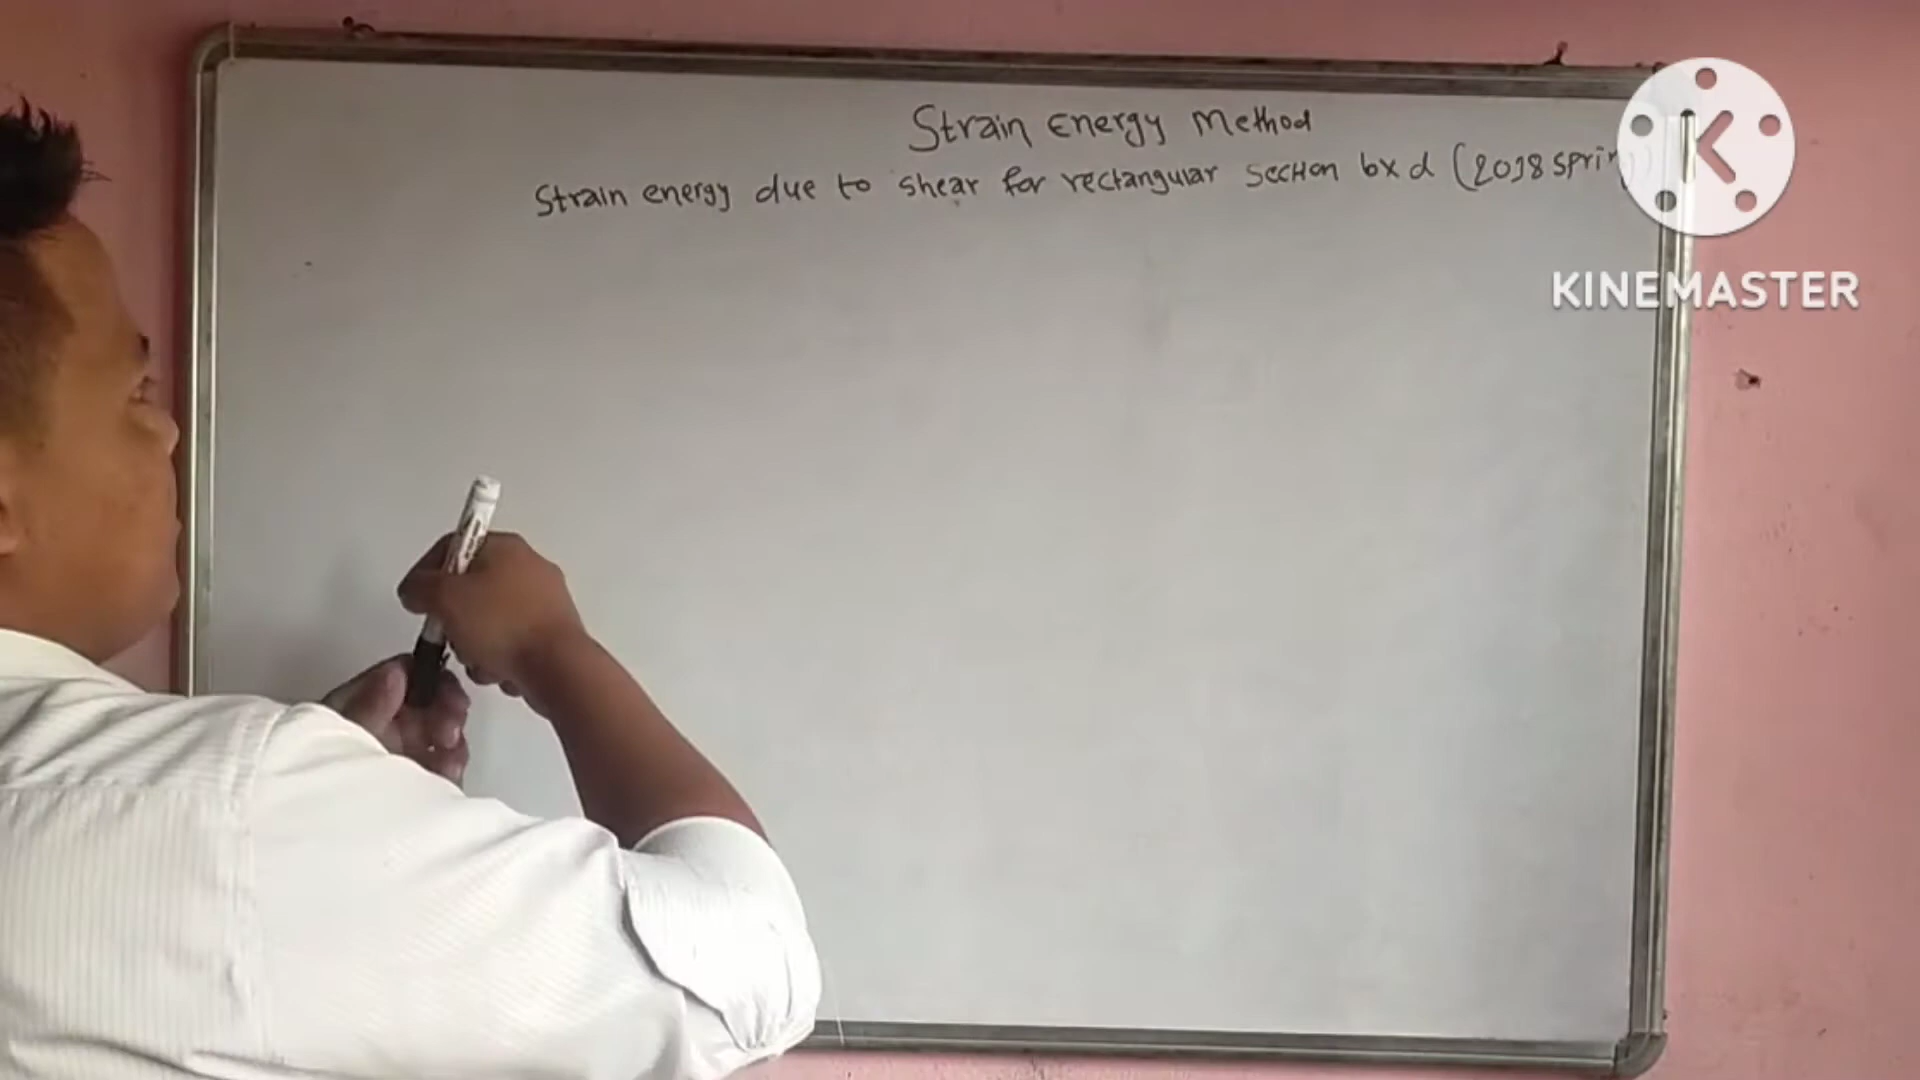 Strain Energy Method
Strain energy due to shear for rectangular section b×d (2018 Spring)
KINEMASTER